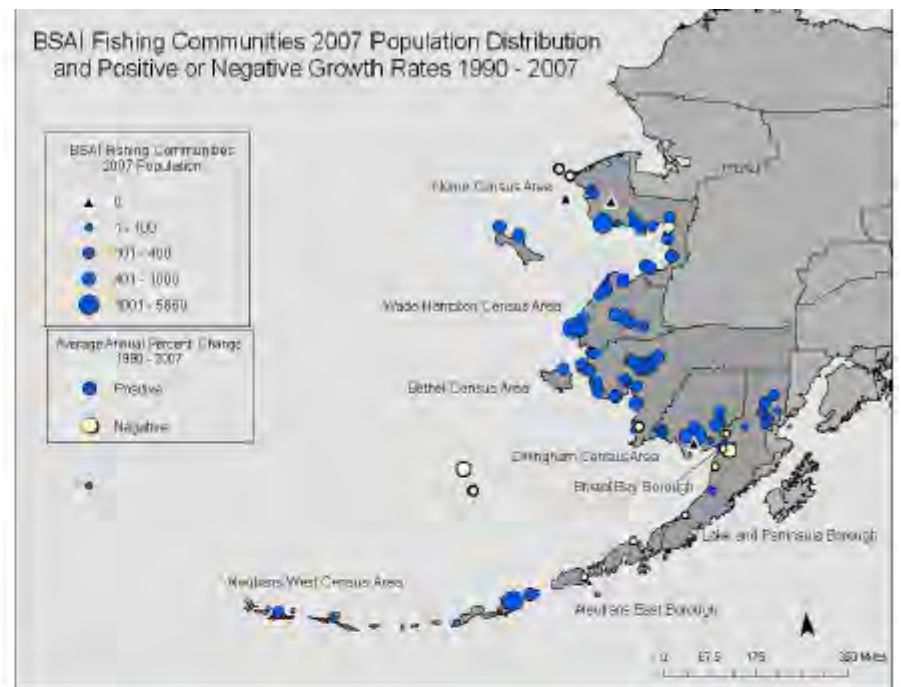 BSAI Fishing Communities 2007 Population Distribution
and Positive or Negative Growth Rates 1990 - 2007
BSAI Fishing Communities
2007 Population
0
1 - 100
101 - 400
401 - 1000
1001 - 5860
Average Annual Percent Change
1990 - 2007
Positive
Negative
Nome Census Area
Wade Hampton Census Area
Bethel Census Area
Dillingham Census Area
Bristol Bay Borough
Lake and Peninsula Borough
Aleutians West Census Area
Aleutians East Borough
0 87.5 175 350 Miles